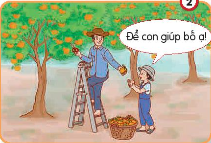 2
Để con giúp bố ạ!